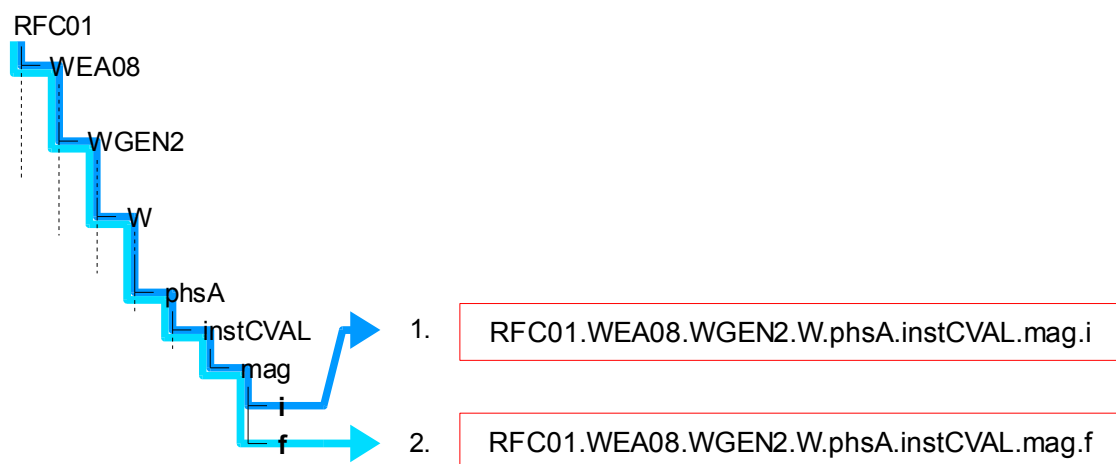 RFC01
WEA08
WGEN2
W
phsA
instCVAL
mag
i
f
1. RFC01.WEA08.WGEN2.W.phsA.instCVAL.mag.i
2. RFC01.WEA08.WGEN2.W.phsA.instCVAL.mag.f